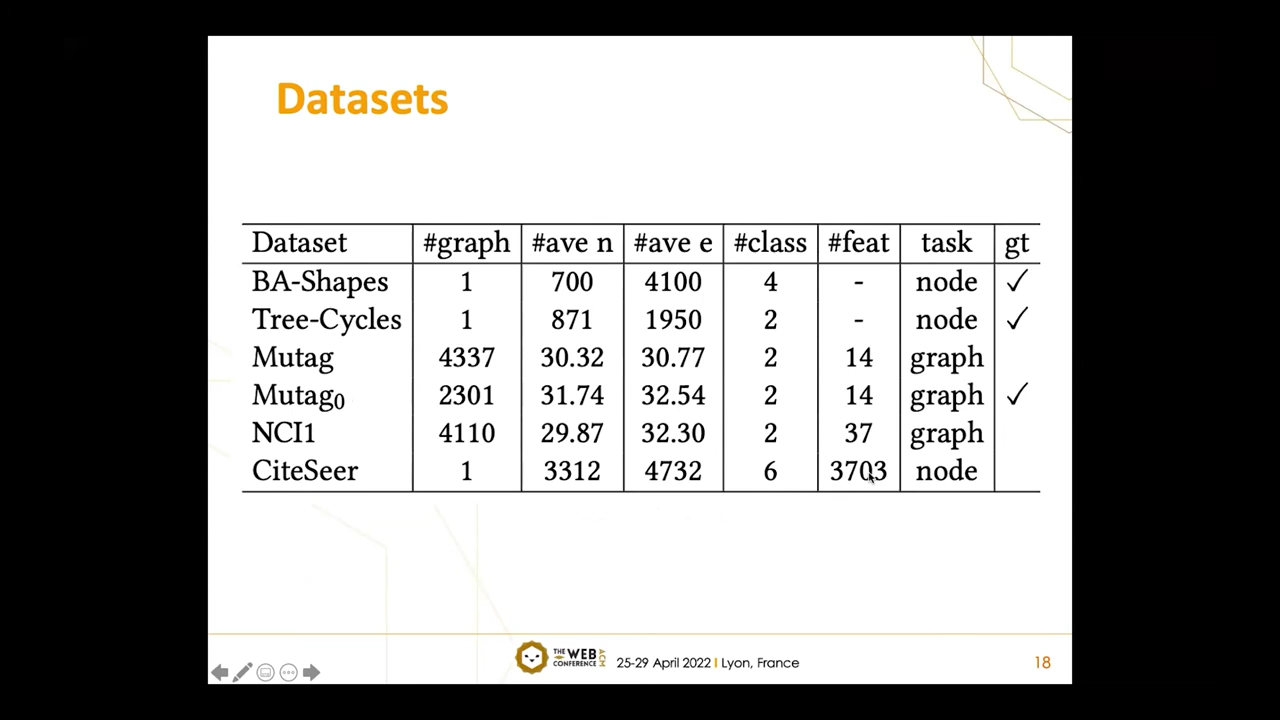 Datasets
Dataset #graph #ave n #ave e #class #feat task gt
BA-Shapes 1 700 4100 4 - node ✓
Tree-Cycles 1 871 1950 2 - node ✓
Mutag 4337 30.32 30.77 2 14 graph
Mutag₀ 2301 31.74 32.54 2 14 graph ✓
NCI1 4110 29.87 32.30 2 37 graph
CiteSeer 1 3312 4732 6 3703 node
THE WEB CONFERENCE ACM 25-29 April 2022 I Lyon, France 18